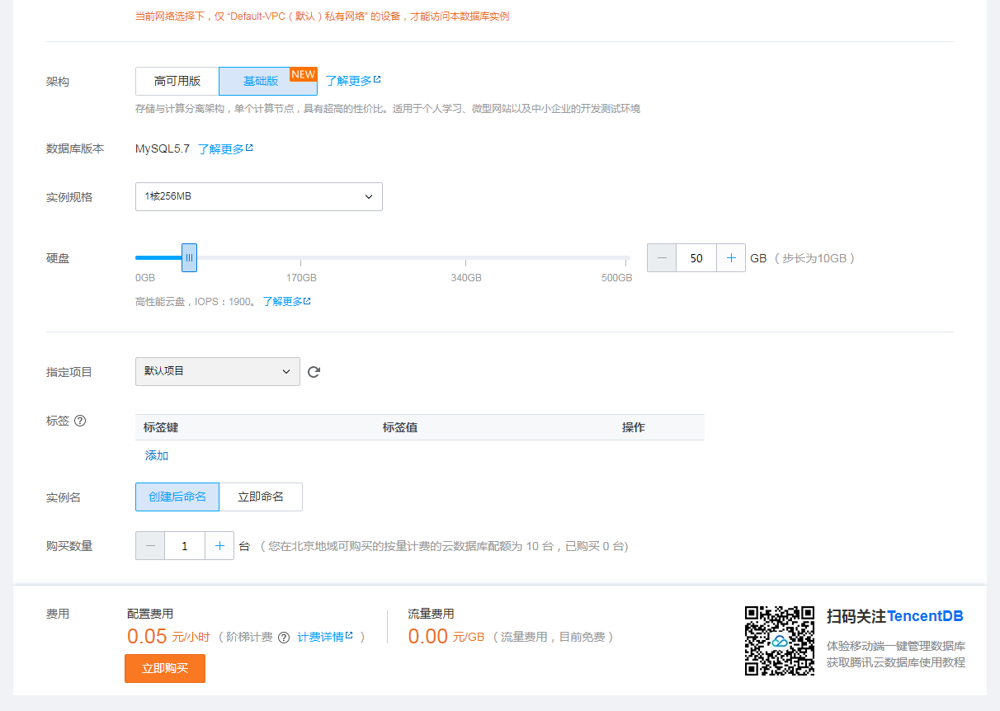 当前网络选择下，仅 “Default-VPC（默认）私有网络” 的设备，才能访问本数据库实例
架构 高可用版 基础版 NEW 了解更多
存储与计算分离架构，单个计算节点，具有超高的性价比。适用于个人学习、微型网站以及中小企业的开发测试环境
数据库版本 MySQL5.7 了解更多
实例规格 1核256MB
硬盘 50 GB （ 步长为10GB ）
0GB 170GB 340GB 500GB
高性能云盘，IOPS：1900。 了解更多
指定项目 默认项目
标签
标签键 标签值 操作
添加
实例名 创建后命名 立即命名
购买数量 1 台 （ 您在北京地域可购买的按量计费的云数据库配额为 10 台，已购买 0 台)
费用 配置费用 流量费用
0.05 元/小时 （ 阶梯计费 计费详情 ） 0.00 元/GB （ 流量费用，目前免费 ）
立即购买
扫码关注TencentDB
体验移动端一键管理数据库
获取腾讯云数据库使用教程